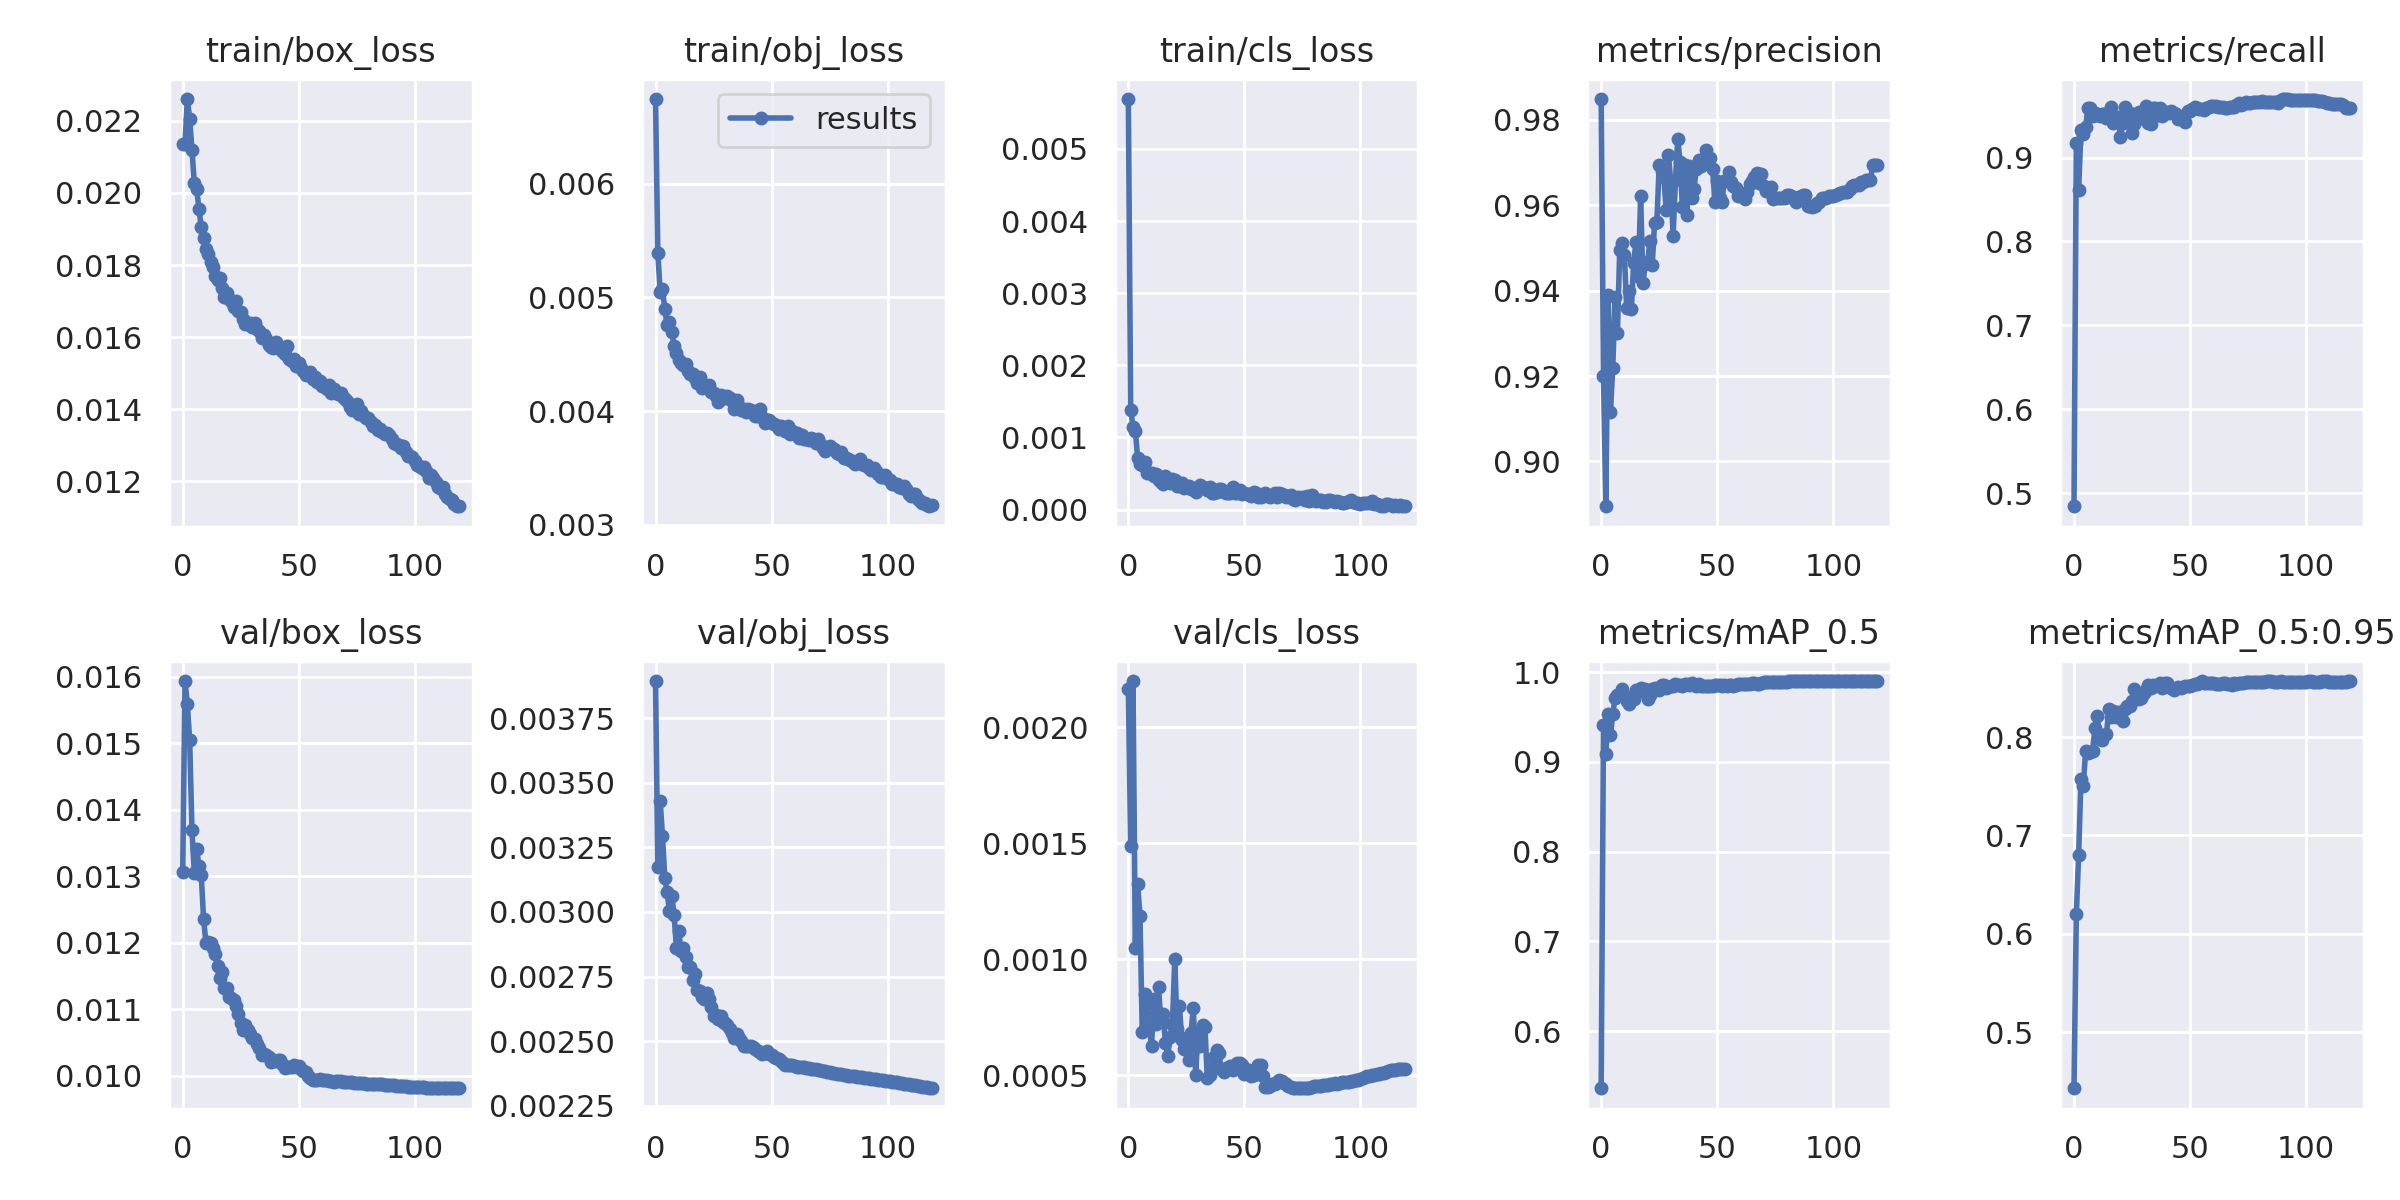 train/box_loss
train/obj_loss
train/cls_loss
metrics/precision
metrics/recall
results
0.022
0.020
0.018
0.016
0.014
0.012
0 50 100
0.006
0.005
0.004
0.003
0 50 100
0.005
0.004
0.003
0.002
0.001
0.000
0 50 100
0.98
0.96
0.94
0.92
0.90
0 50 100
0.9
0.8
0.7
0.6
0.5
0 50 100
val/box_loss
val/obj_loss
val/cls_loss
metrics/mAP_0.5
metrics/mAP_0.5:0.95
0.016
0.015
0.014
0.013
0.012
0.011
0.010
0 50 100
0.00375
0.00350
0.00325
0.00300
0.00275
0.00250
0.00225
0 50 100
0.0020
0.0015
0.0010
0.0005
0 50 100
1.0
0.9
0.8
0.7
0.6
0 50 100
0.8
0.7
0.6
0.5
0 50 100